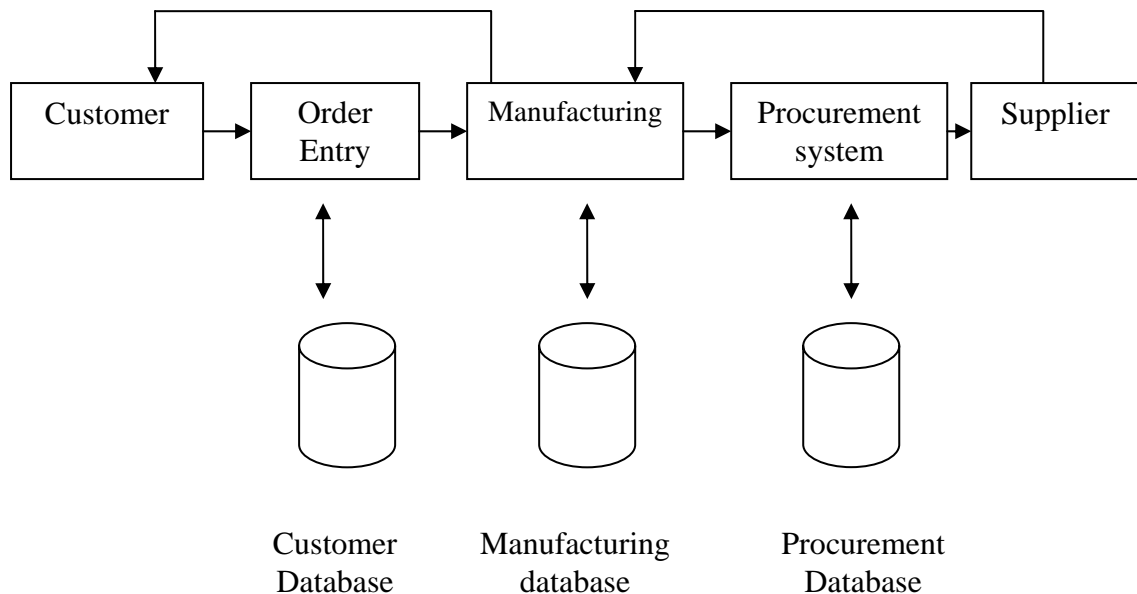 Customer
Order
Entry
Manufacturing
Procurement
system
Supplier
Customer
Database
Manufacturing
database
Procurement
Database